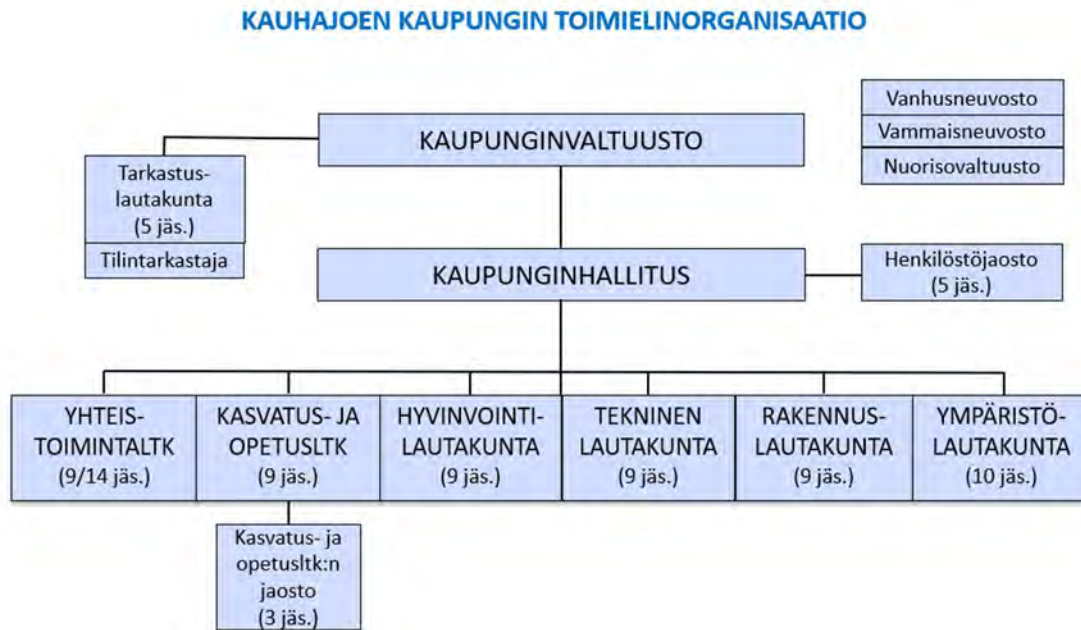 KAUHAJOEN KAUPUNGIN TOIMIELINORGANISAATIO
KAUPUNGINVALTUUSTO
Vanhusneuvosto
Vammaisneuvosto
Nuorisovaltuusto
Tarkastus-
lautakunta
(5 jäs.)
Tilintarkastaja
KAUPUNGINHALLITUS
Henkilöstöjaosto
(5 jäs.)
YHTEIS-
TOIMINTALTK
(9/14 jäs.)
KASVATUS- JA
OPETUSLTK
(9 jäs.)
HYVINVOINTI-
LAUTAKUNTA
(9 jäs.)
TEKNINEN
LAUTAKUNTA
(9 jäs.)
RAKENNUS-
LAUTAKUNTA
(9 jäs.)
YMPÄRISTÖ-
LAUTAKUNTA
(10 jäs.)
Kasvatus- ja
opetusltk:n
jaosto
(3 jäs.)